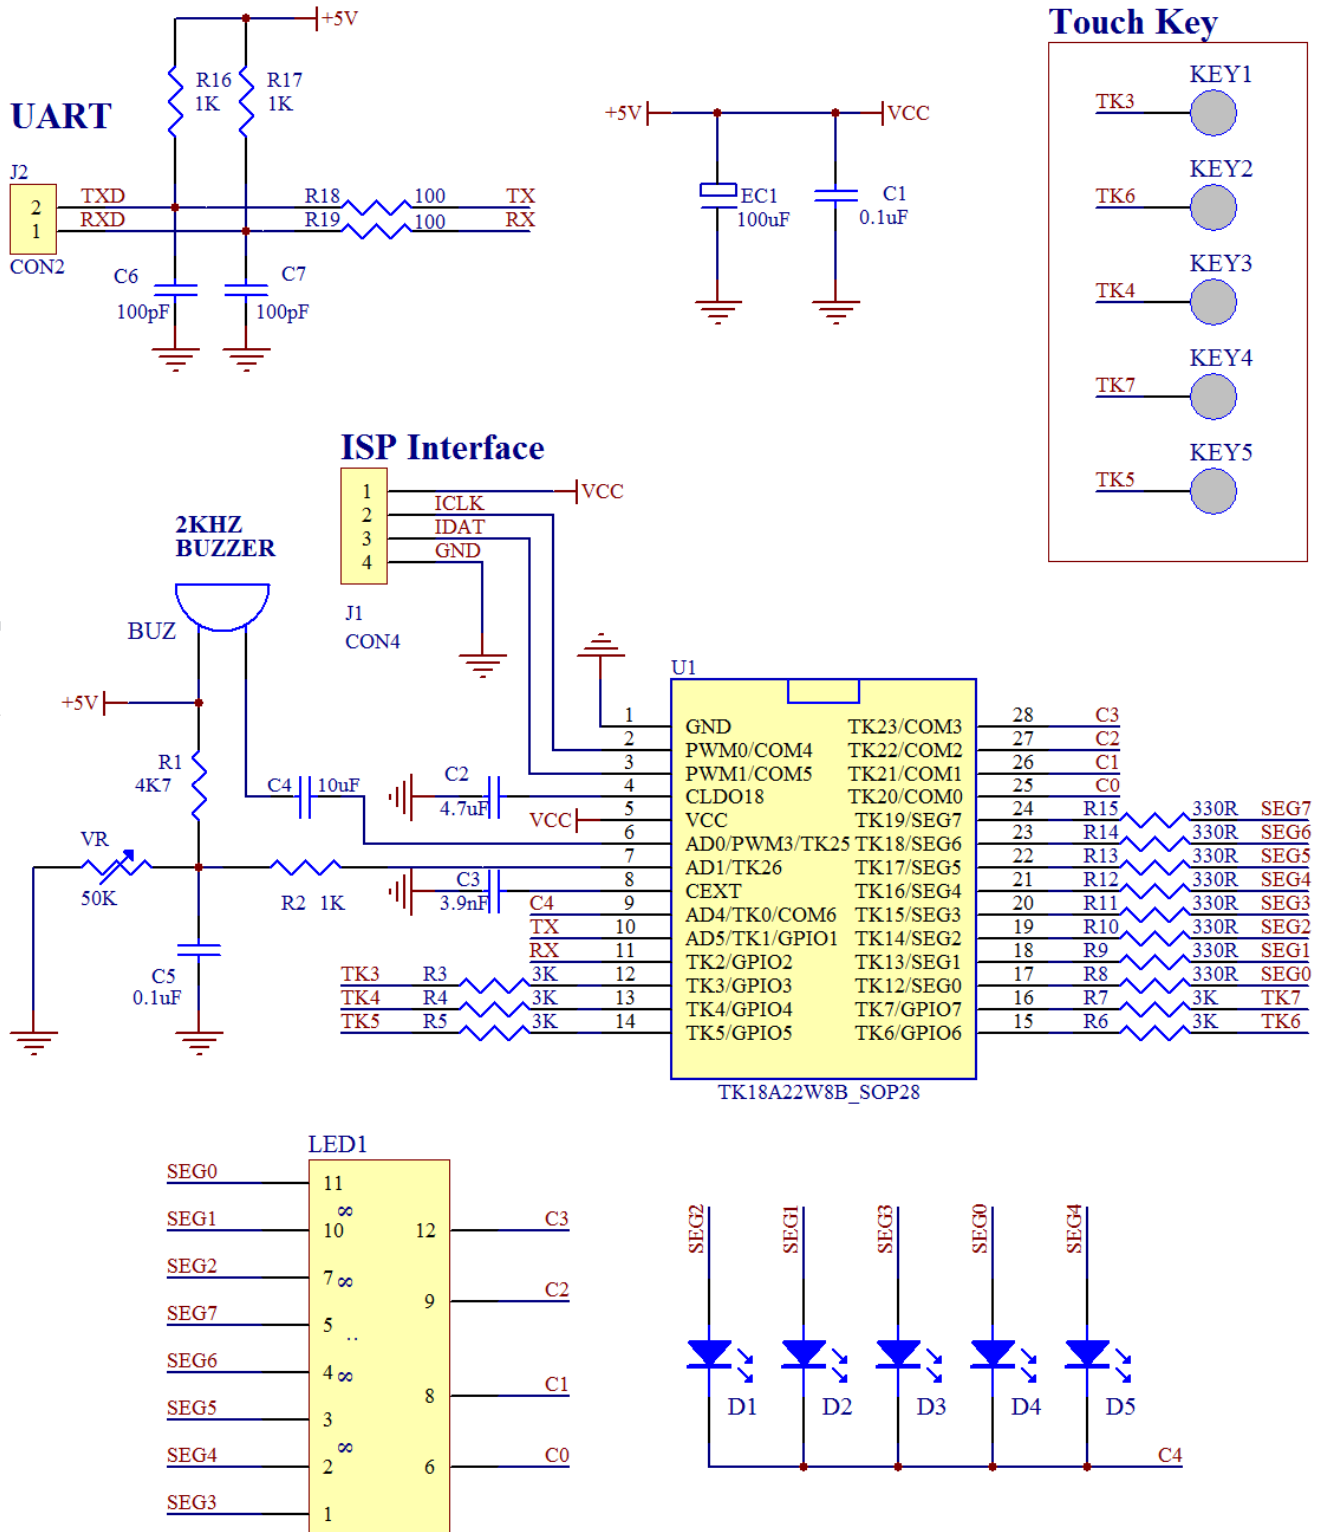 Touch Key
+5V
R16
1K
R17
1K
UART
J2
2
1
CON2
TXD
RXD
R18
100
TX
R19
100
RX
C6
100pF
C7
100pF
+5V
VCC
EC1
100uF
C1
0.1uF
KEY1
TK3
KEY2
TK6
KEY3
TK4
KEY4
TK7
KEY5
TK5
ISP Interface
1
2
3
4
VCC
ICLK
IDAT
GND
J1
CON4
2KHZ
BUZZER
BUZ
+5V
R1
4K7
VR
50K
C4
10uF
R2 1K
C5
0.1uF
C2
4.7uF
VCC
C3
3.9nF
C4
TX
RX
TK3 R3 3K
TK4 R4 3K
TK5 R5 3K
U1
1 GND TK23/COM3 28 C3
2 PWM0/COM4 TK22/COM2 27 C2
3 PWM1/COM5 TK21/COM1 26 C1
4 CLDO18 TK20/COM0 25 C0
5 VCC TK19/SEG7 24 R15 330R SEG7
6 AD0/PWM3/TK25 TK18/SEG6 23 R14 330R SEG6
7 AD1/TK26 TK17/SEG5 22 R13 330R SEG5
8 CEXT TK16/SEG4 21 R12 330R SEG4
9 AD4/TK0/COM6 TK15/SEG3 20 R11 330R SEG3
10 AD5/TK1/GPIO1 TK14/SEG2 19 R10 330R SEG2
11 TK2/GPIO2 TK13/SEG1 18 R9 330R SEG1
12 TK3/GPIO3 TK12/SEG0 17 R8 330R SEG0
13 TK4/GPIO4 TK7/GPIO7 16 R7 3K TK7
14 TK5/GPIO5 TK6/GPIO6 15 R6 3K TK6
TK18A22W8B_SOP28
LED1
SEG0 11
8
SEG1 10 12 C3
SEG2 7 8
9 C2
SEG7 5 ..
SEG6 4 8
8 C1
SEG5 3
8
SEG4 2 6 C0
SEG3 1
SEG2 SEG1 SEG3 SEG0 SEG4
D1 D2 D3 D4 D5
C4